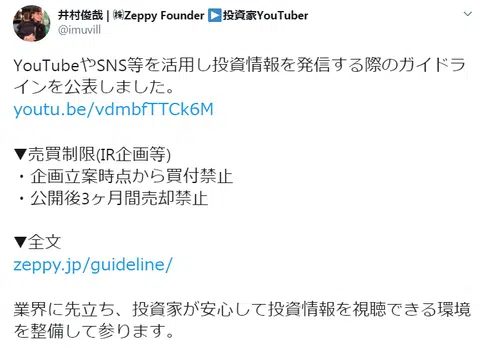 井村俊哉 | ㈱Zeppy Founder ▶投資家YouTuber
@imuvill
YouTubeやSNS等を活用し投資情報を発信する際のガイドラ
インを公表しました。
youtu.be/vdmbfTTCk6M
▼売買制限(IR企画等)
・企画立案時点から買付禁止
・公開後3ヶ月間売却禁止
▼全文
zeppy.jp/guideline/
業界に先立ち、投資家が安心して投資情報を視聴できる環境
を整備して参ります。